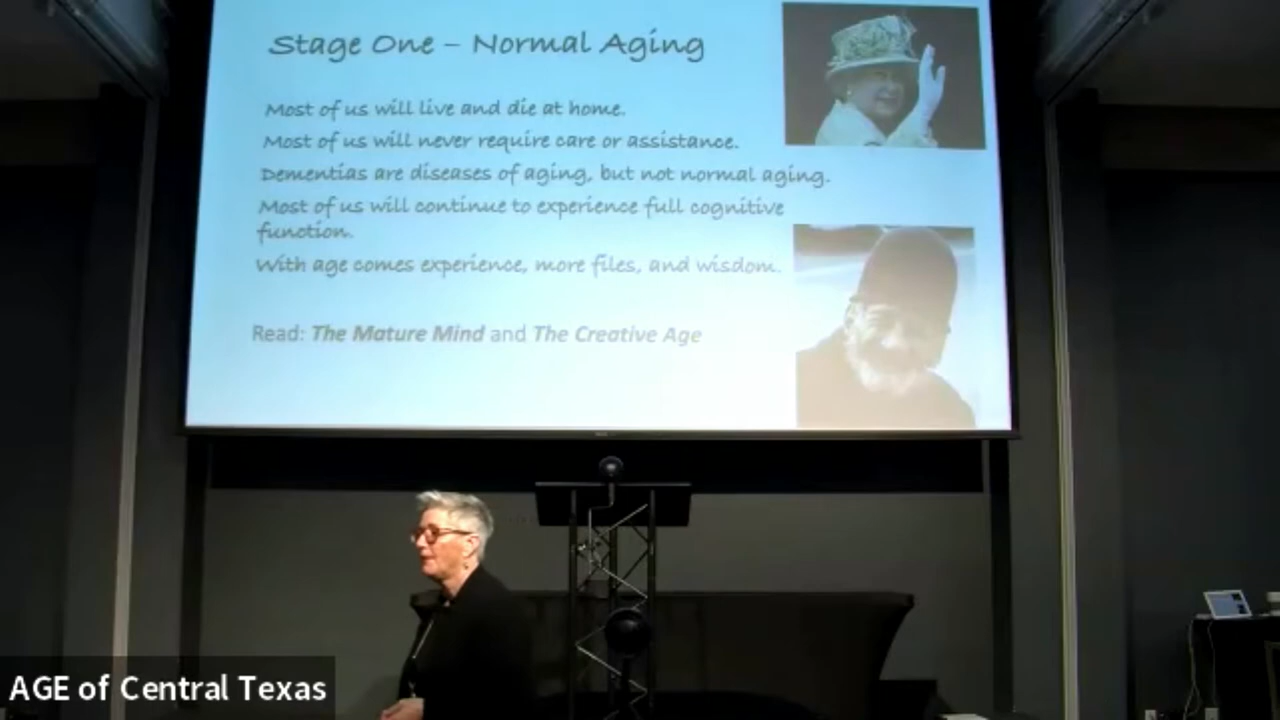 Stage One – Normal Aging
Most of us will live and die at home.
Most of us will never require care or assistance.
Dementias are diseases of aging, but not normal aging.
Most of us will continue to experience full cognitive
function.
With age comes experience, more files, and wisdom.
Read: The Mature Mind and The Creative Age
AGE of Central Texas